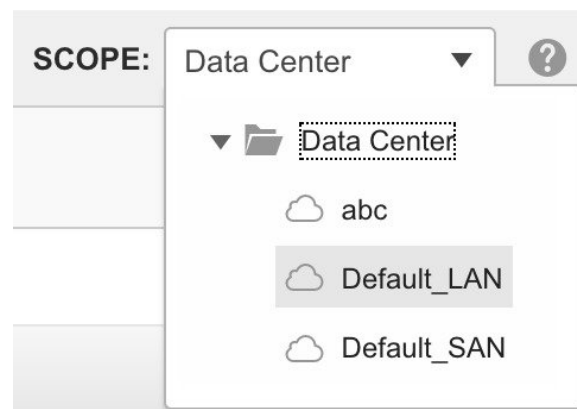 SCOPE: Data Center ?
Data Center
abc
Default_LAN
Default_SAN